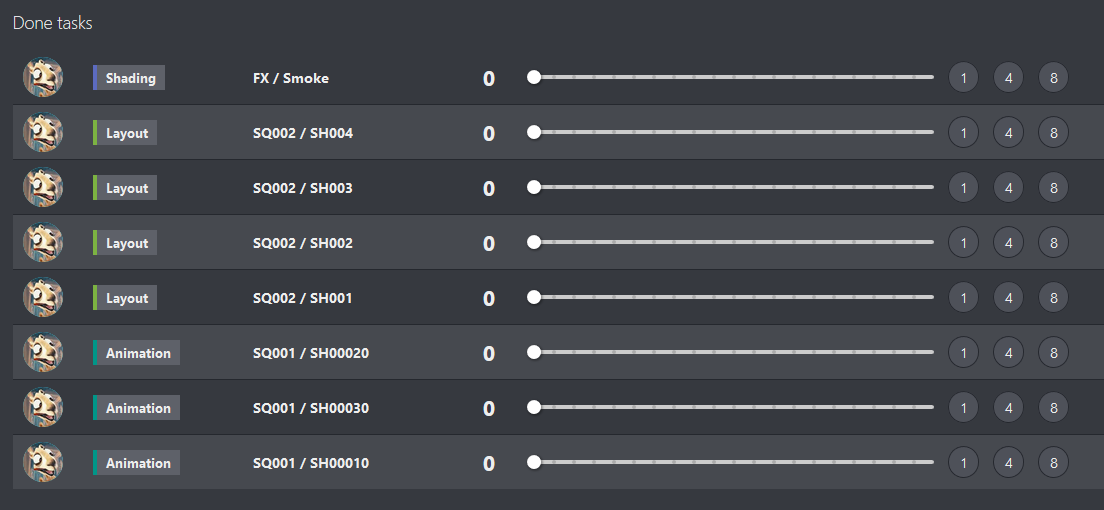 Done tasks
Shading FX / Smoke 0 1 4 8
Layout SQ002 / SH004 0 1 4 8
Layout SQ002 / SH003 0 1 4 8
Layout SQ002 / SH002 0 1 4 8
Layout SQ002 / SH001 0 1 4 8
Animation SQ001 / SH00020 0 1 4 8
Animation SQ001 / SH00030 0 1 4 8
Animation SQ001 / SH00010 0 1 4 8